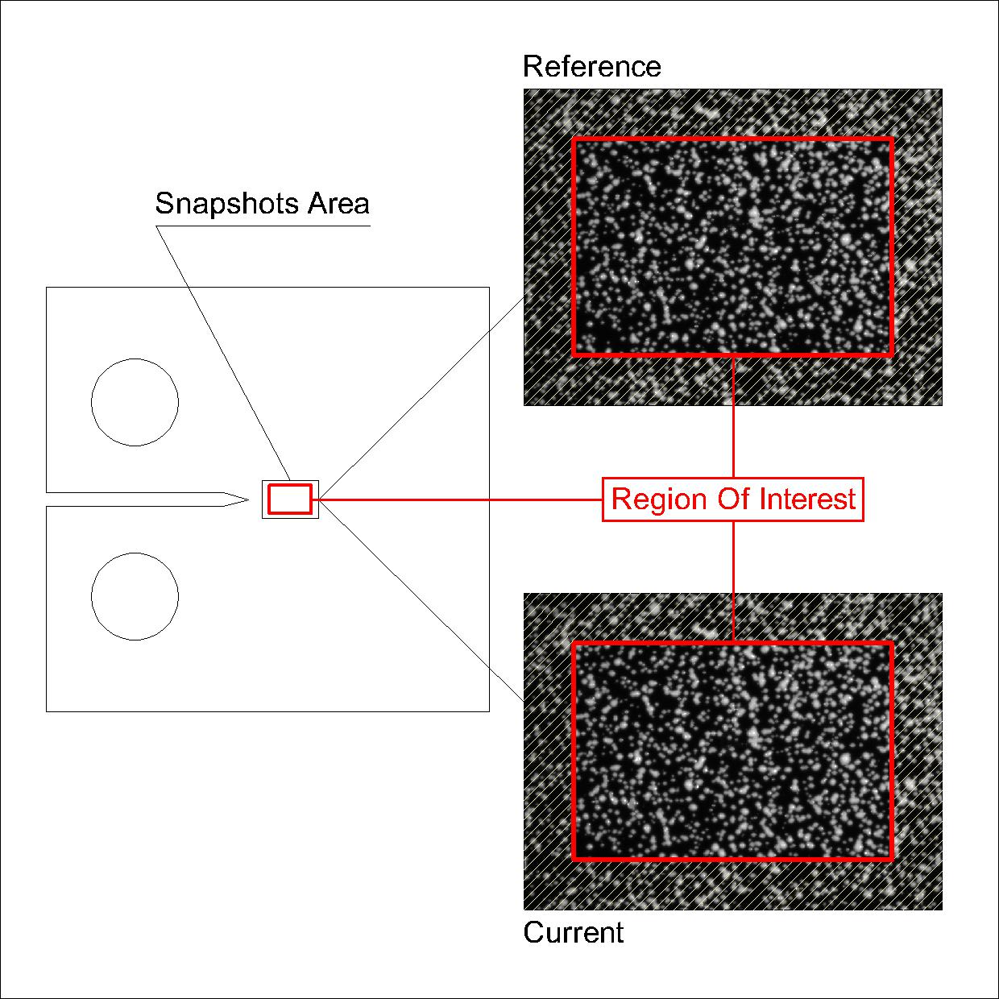 Reference
Snapshots Area
Region Of Interest
Current